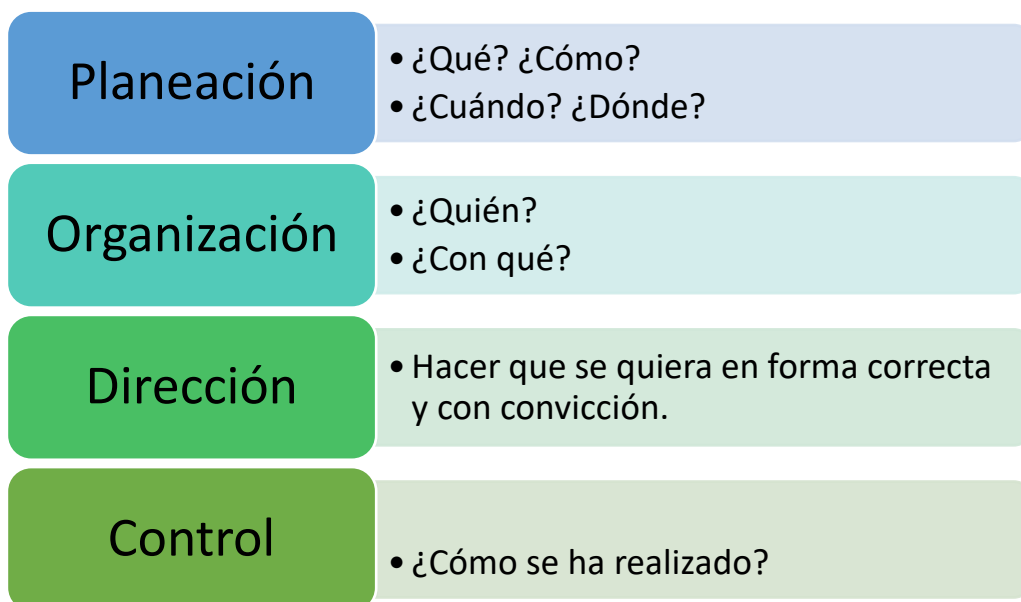 Planeación
• ¿Qué? ¿Cómo?
• ¿Cuándo? ¿Dónde?
Organización
• ¿Quién?
• ¿Con qué?
Dirección
• Hacer que se quiera en forma correcta
y con convicción.
Control
• ¿Cómo se ha realizado?